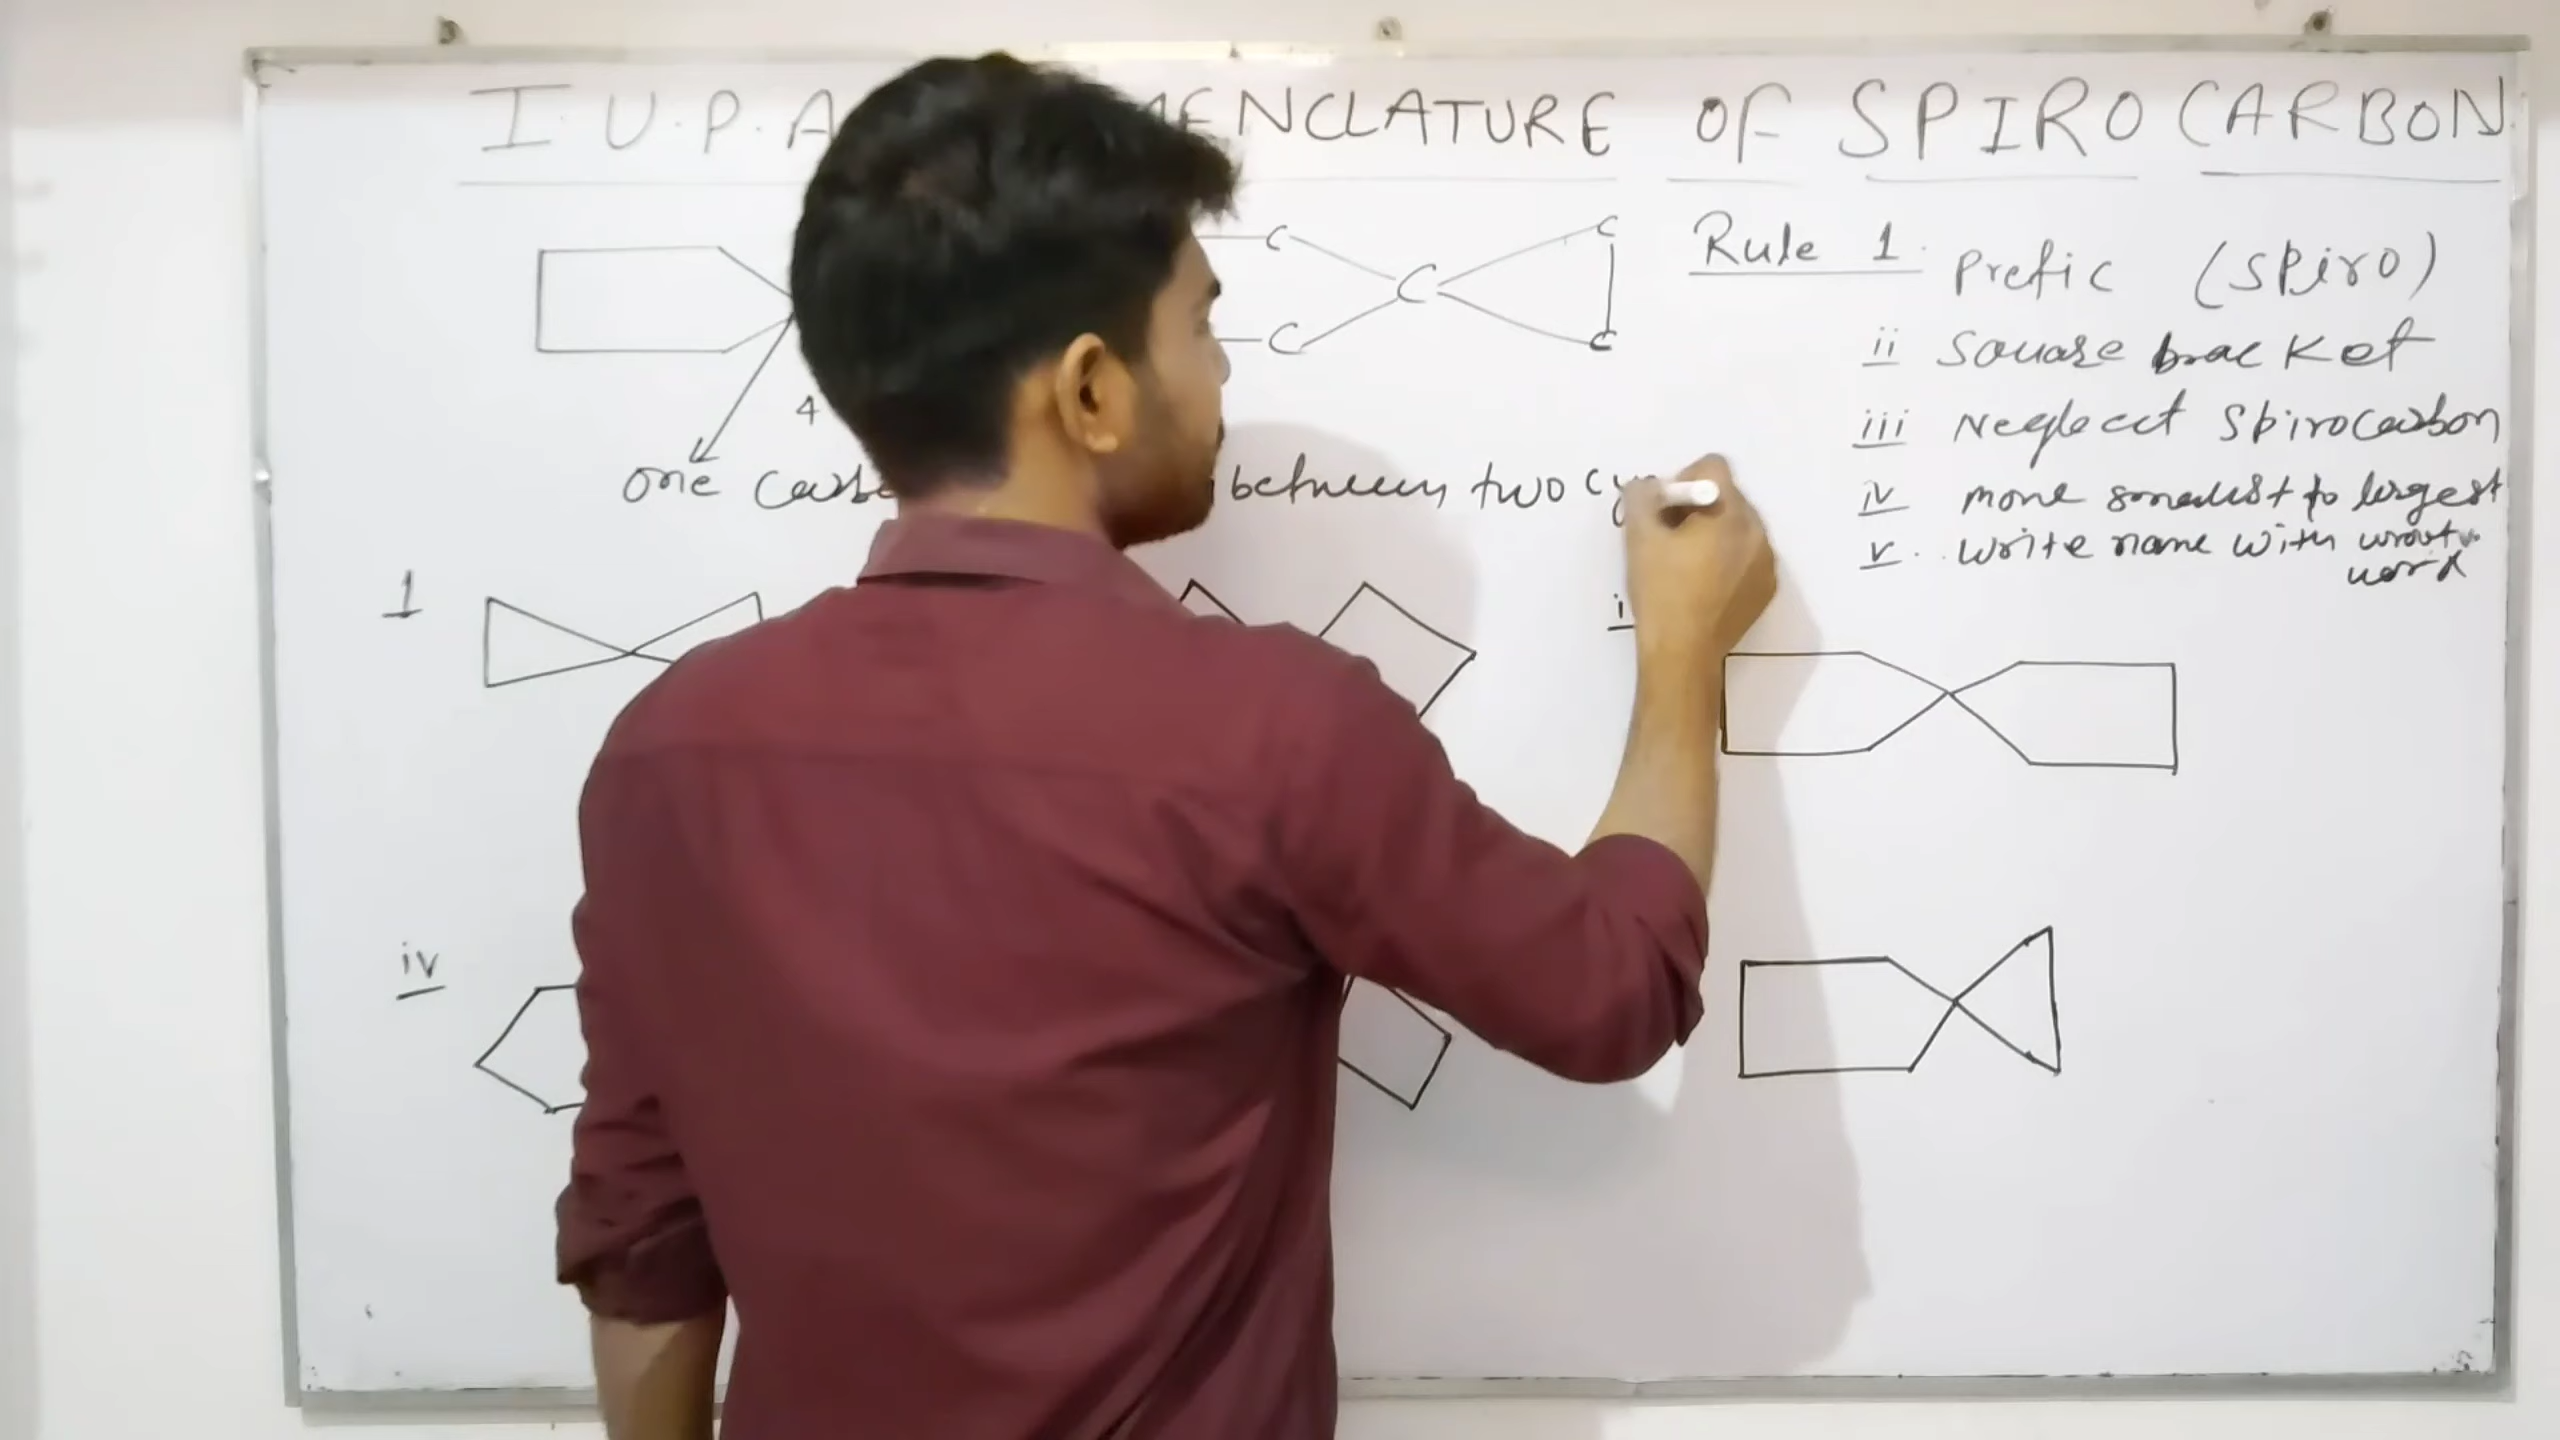 I.U.P.A ENCLATURE OF SPIRO CARBON
C C C
C C
Rule 1. Prefic (spiro)
ii Square bracket
iii Neglect Spirocarbon
iv move smallest to largest
v. write name with
word
4
one between two
1
iv